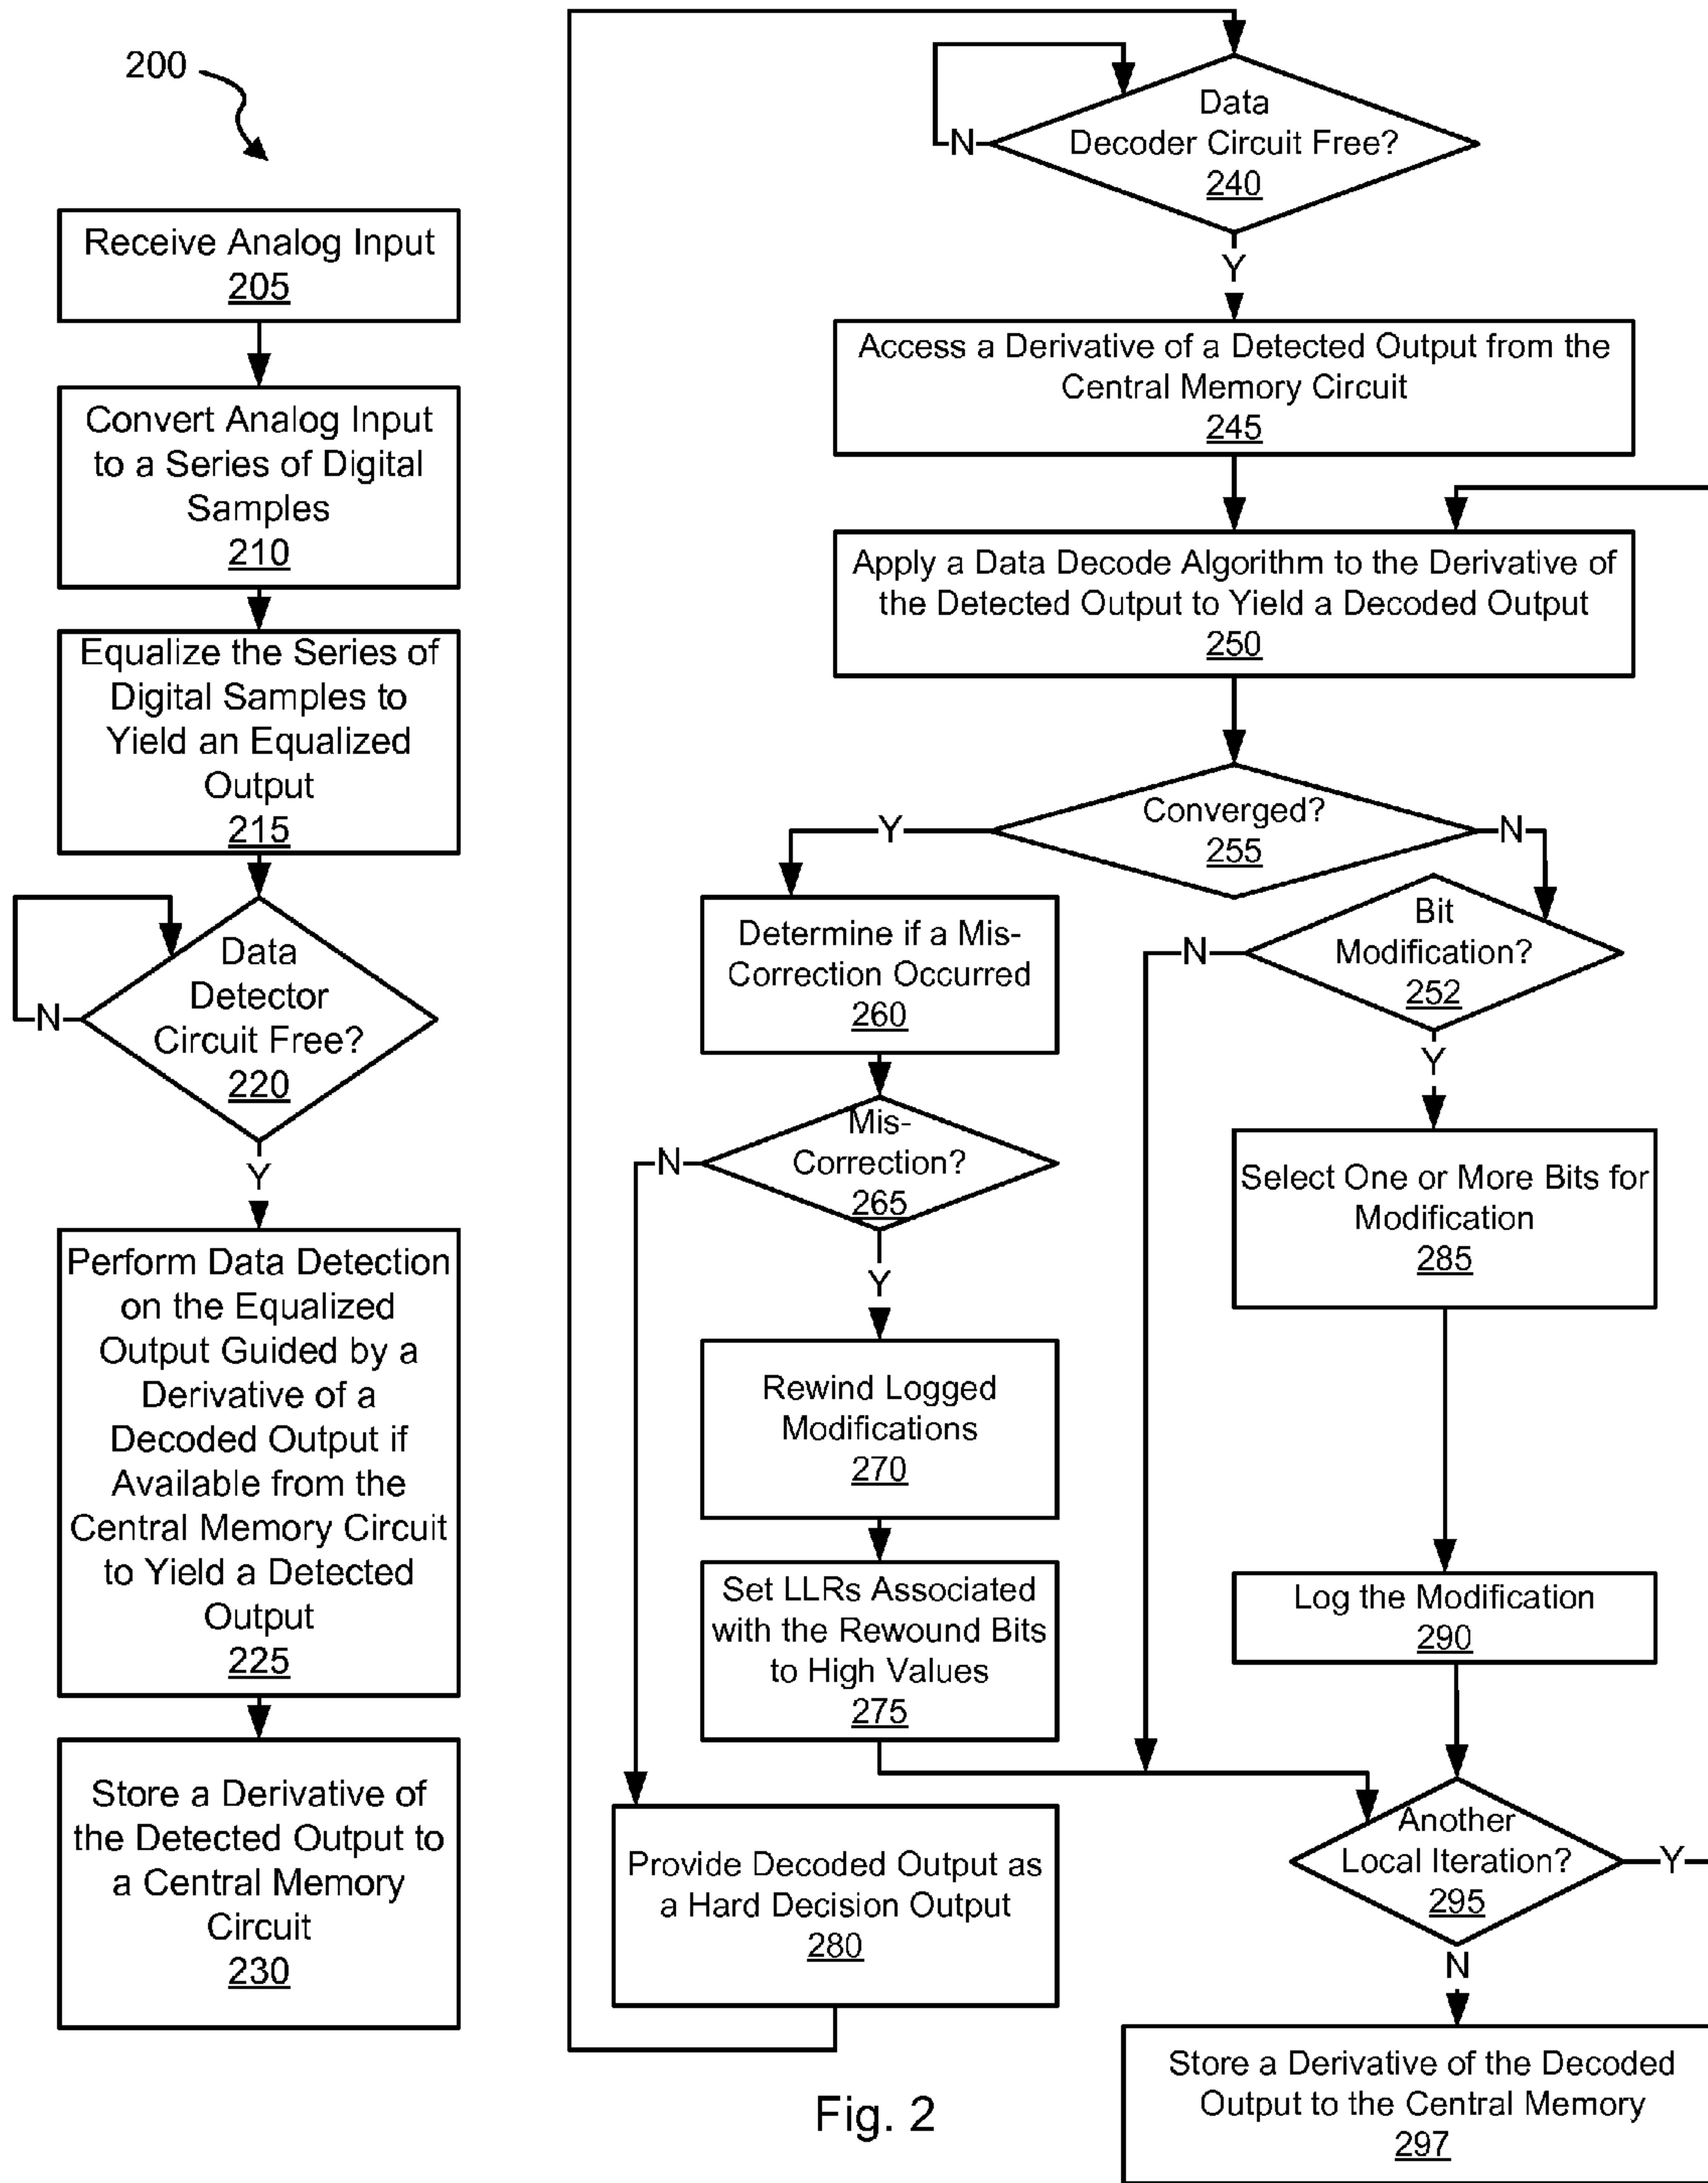 200
Receive Analog Input
205
Convert Analog Input
to a Series of Digital
Samples
210
Equalize the Series of
Digital Samples to
Yield an Equalized
Output
215
Data
Detector
Circuit Free?
220
N
Y
Perform Data Detection
on the Equalized
Output Guided by a
Derivative of a
Decoded Output if
Available from the
Central Memory Circuit
to Yield a Detected
Output
225
Store a Derivative of
the Detected Output to
a Central Memory
Circuit
230
Data
Decoder Circuit Free?
240
N
Y
Access a Derivative of a Detected Output from the
Central Memory Circuit
245
Apply a Data Decode Algorithm to the Derivative of
the Detected Output to Yield a Decoded Output
250
Converged?
255
Y
N
Determine if a Mis-
Correction Occurred
260
Mis-
Correction?
265
N
Y
Rewind Logged
Modifications
270
Set LLRs Associated
with the Rewound Bits
to High Values
275
Provide Decoded Output as
a Hard Decision Output
280
Bit
Modification?
252
N
Y
Select One or More Bits for
Modification
285
Log the Modification
290
Another
Local Iteration?
295
Y
N
Store a Derivative of the Decoded
Output to the Central Memory
297
Fig. 2